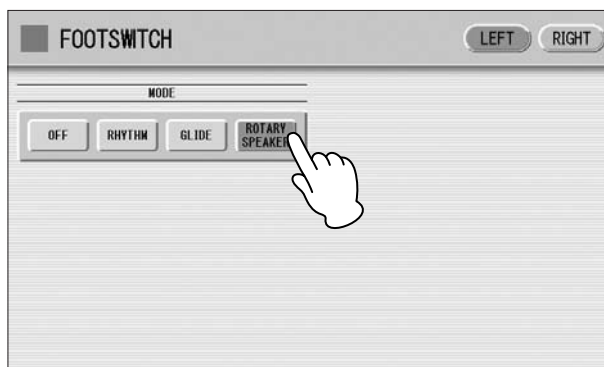 FOOTSWITCH
LEFT
RIGHT
MODE
OFF
RHYTHM
GLIDE
ROTARY
SPEAKER